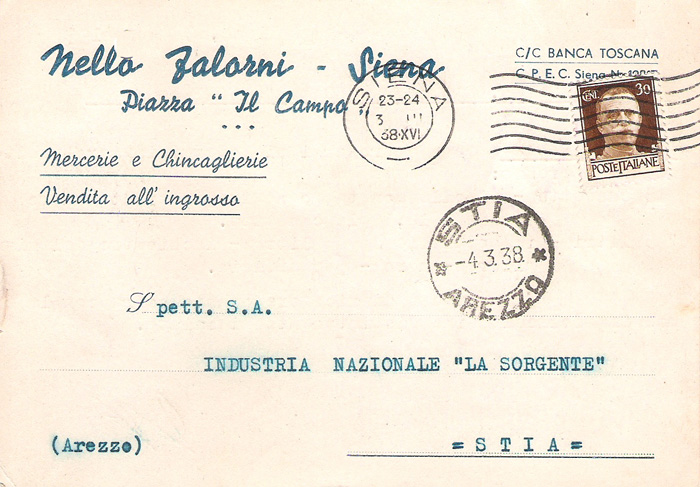 Nello Falorni - Siena
Piazza "Il Campo"
Mercerie e Chincaglierie
Vendita all'ingrosso
C/C BANCA TOSCANA
C. P. E. C. Siena N.
SIENA
23-24
3 III
38·XVI
CENT. 30
POSTE ITALIANE
STIA
-4.3.38.
AREZZO
Spett. S.A.
INDUSTRIA NAZIONALE "LA SORGENTE"
(Arezzo)
=STIA=